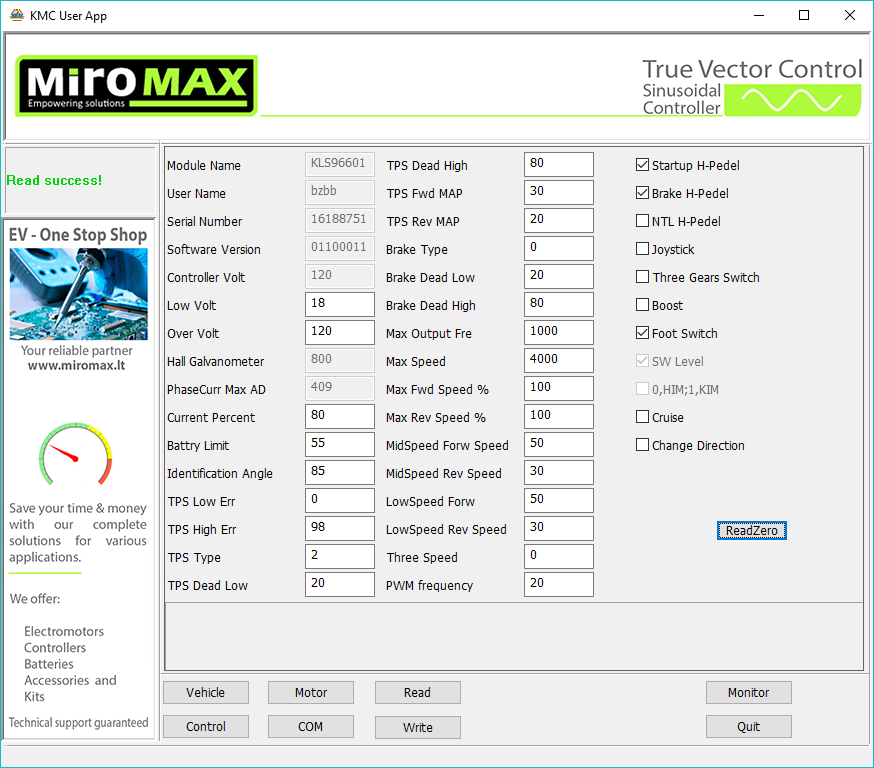 KMC User App
MiroMAX
Empowering solutions
True Vector Control
Sinusoidal
Controller
Read success!
EV - One Stop Shop
Your reliable partner
www.miromax.lt
Save your time & money
with our complete
solutions for various
applications.
We offer:
Electromotors
Controllers
Batteries
Accessories and
Kits
Technical support guaranteed
Module Name KLS96601 TPS Dead High 80 Startup H-Pedel
User Name bzbb TPS Fwd MAP 30 Brake H-Pedel
Serial Number 16188751 TPS Rev MAP 20 NTL H-Pedel
Software Version 01100011 Brake Type 0 Joystick
Controller Volt 120 Brake Dead Low 20 Three Gears Switch
Low Volt 18 Brake Dead High 80 Boost
Over Volt 120 Max Output Fre 1000 Foot Switch
Hall Galvanometer 800 Max Speed 4000 SW Level
PhaseCurr Max AD 409 Max Fwd Speed % 100 0,HIM;1,KIM
Current Percent 80 Max Rev Speed % 100 Cruise
Battry Limit 55 MidSpeed Forw Speed 50 Change Direction
Identification Angle 85 MidSpeed Rev Speed 30
TPS Low Err 0 LowSpeed Forw 50
TPS High Err 98 LowSpeed Rev Speed 30 ReadZero
TPS Type 2 Three Speed 0
TPS Dead Low 20 PWM frequency 20
Vehicle Motor Read Monitor
Control COM Write Quit